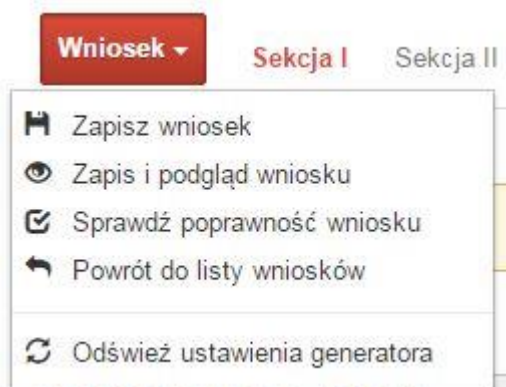 Wniosek
Sekcja I
Sekcja II
Zapisz wniosek
Zapis i podgląd wniosku
Sprawdź poprawność wniosku
Powrót do listy wniosków
Odśwież ustawienia generatora